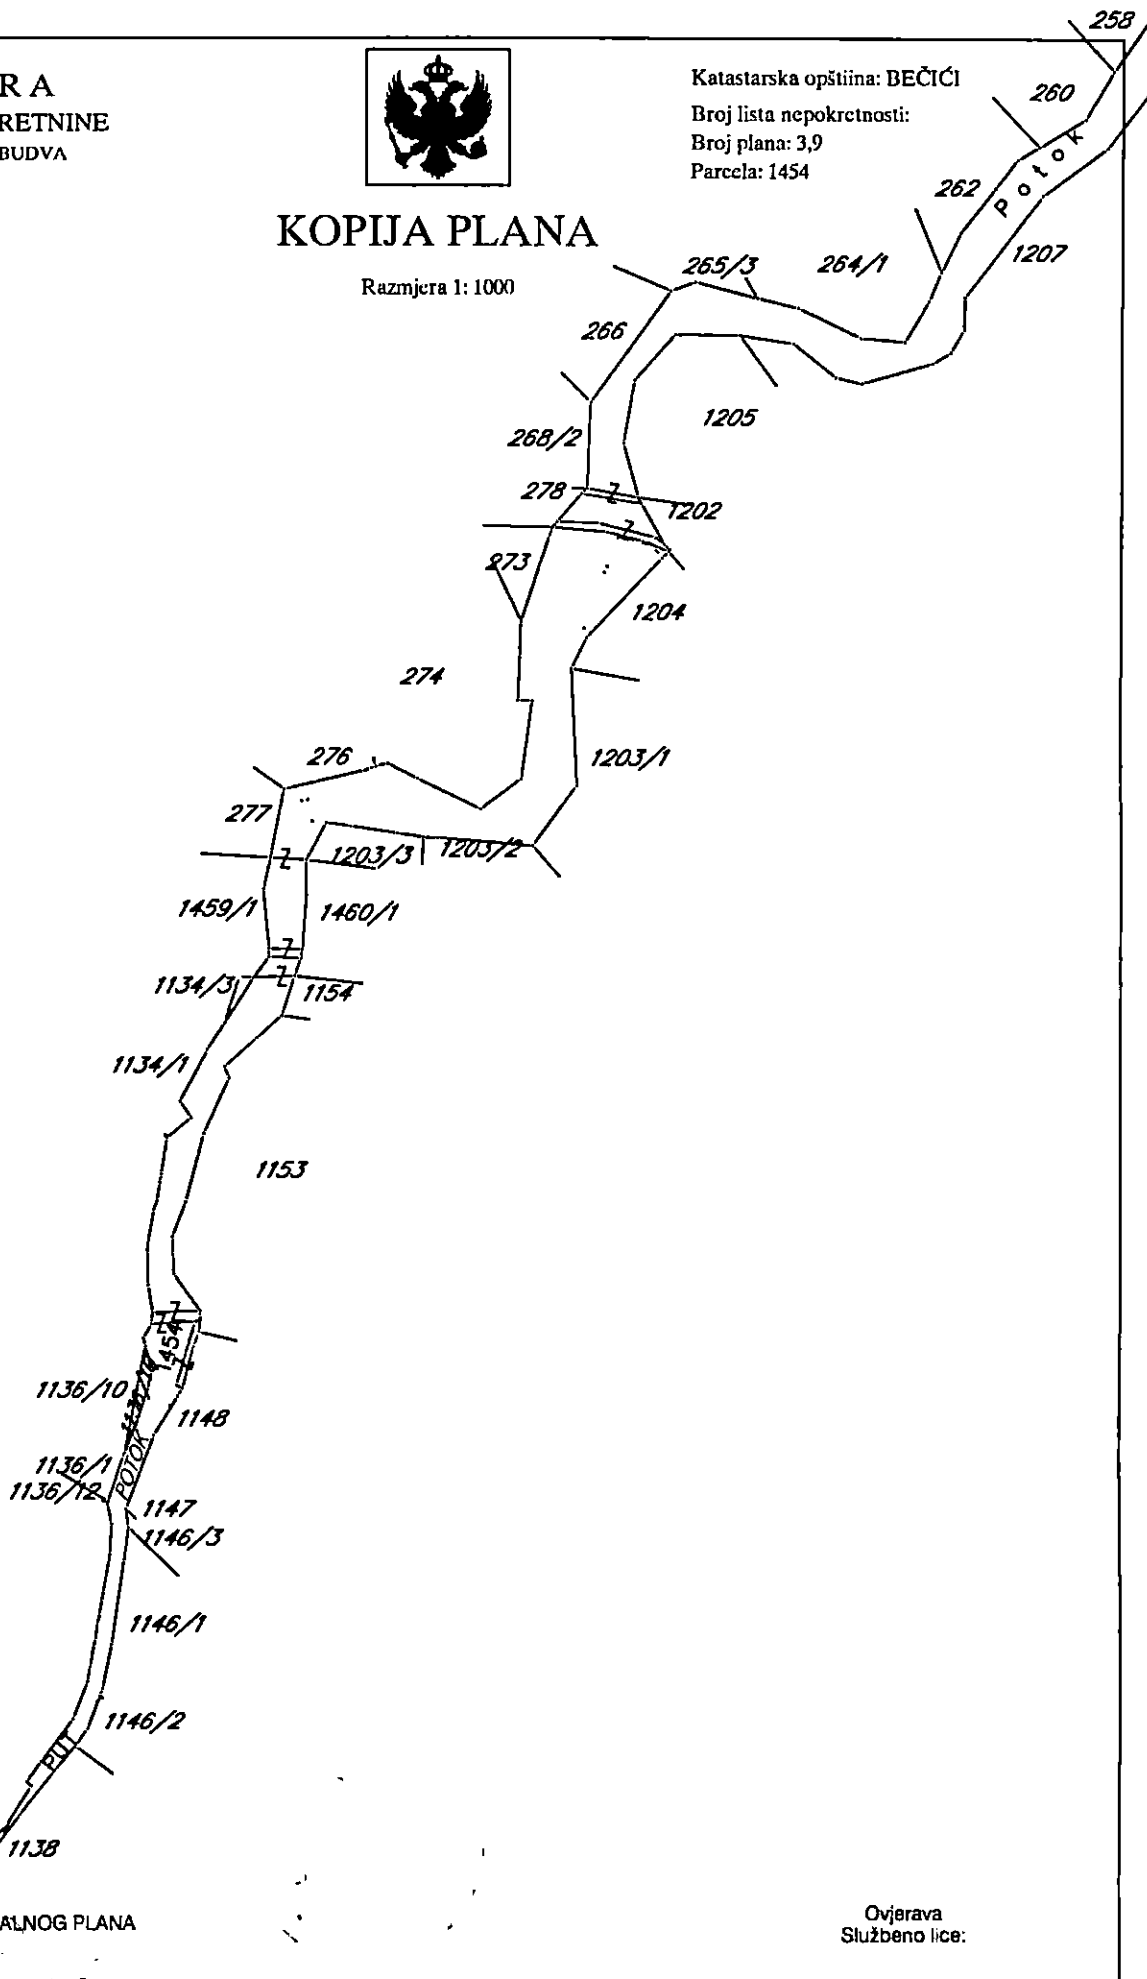 R A
RETNINE
BUDVA
KOPIJA PLANA
Razmjera 1: 1000
Katastarska opština: BEČIĆI
Broj lista nepokretnosti:
Broj plana: 3,9
Parcela: 1454
258
260
Potok
262
1207
265/3
264/1
266
1205
268/2
278
1202
273
1204
274
1203/1
276
277
1203/3
1203/2
1459/1
1460/1
1134/3
1154
1134/1
1153
1454
1136/10
1148
POTOK
1136/1
1136/12
1147
1146/3
1146/1
1146/2
PUT
1138
ALNOG PLANA
Ovjerava
Službeno lice: